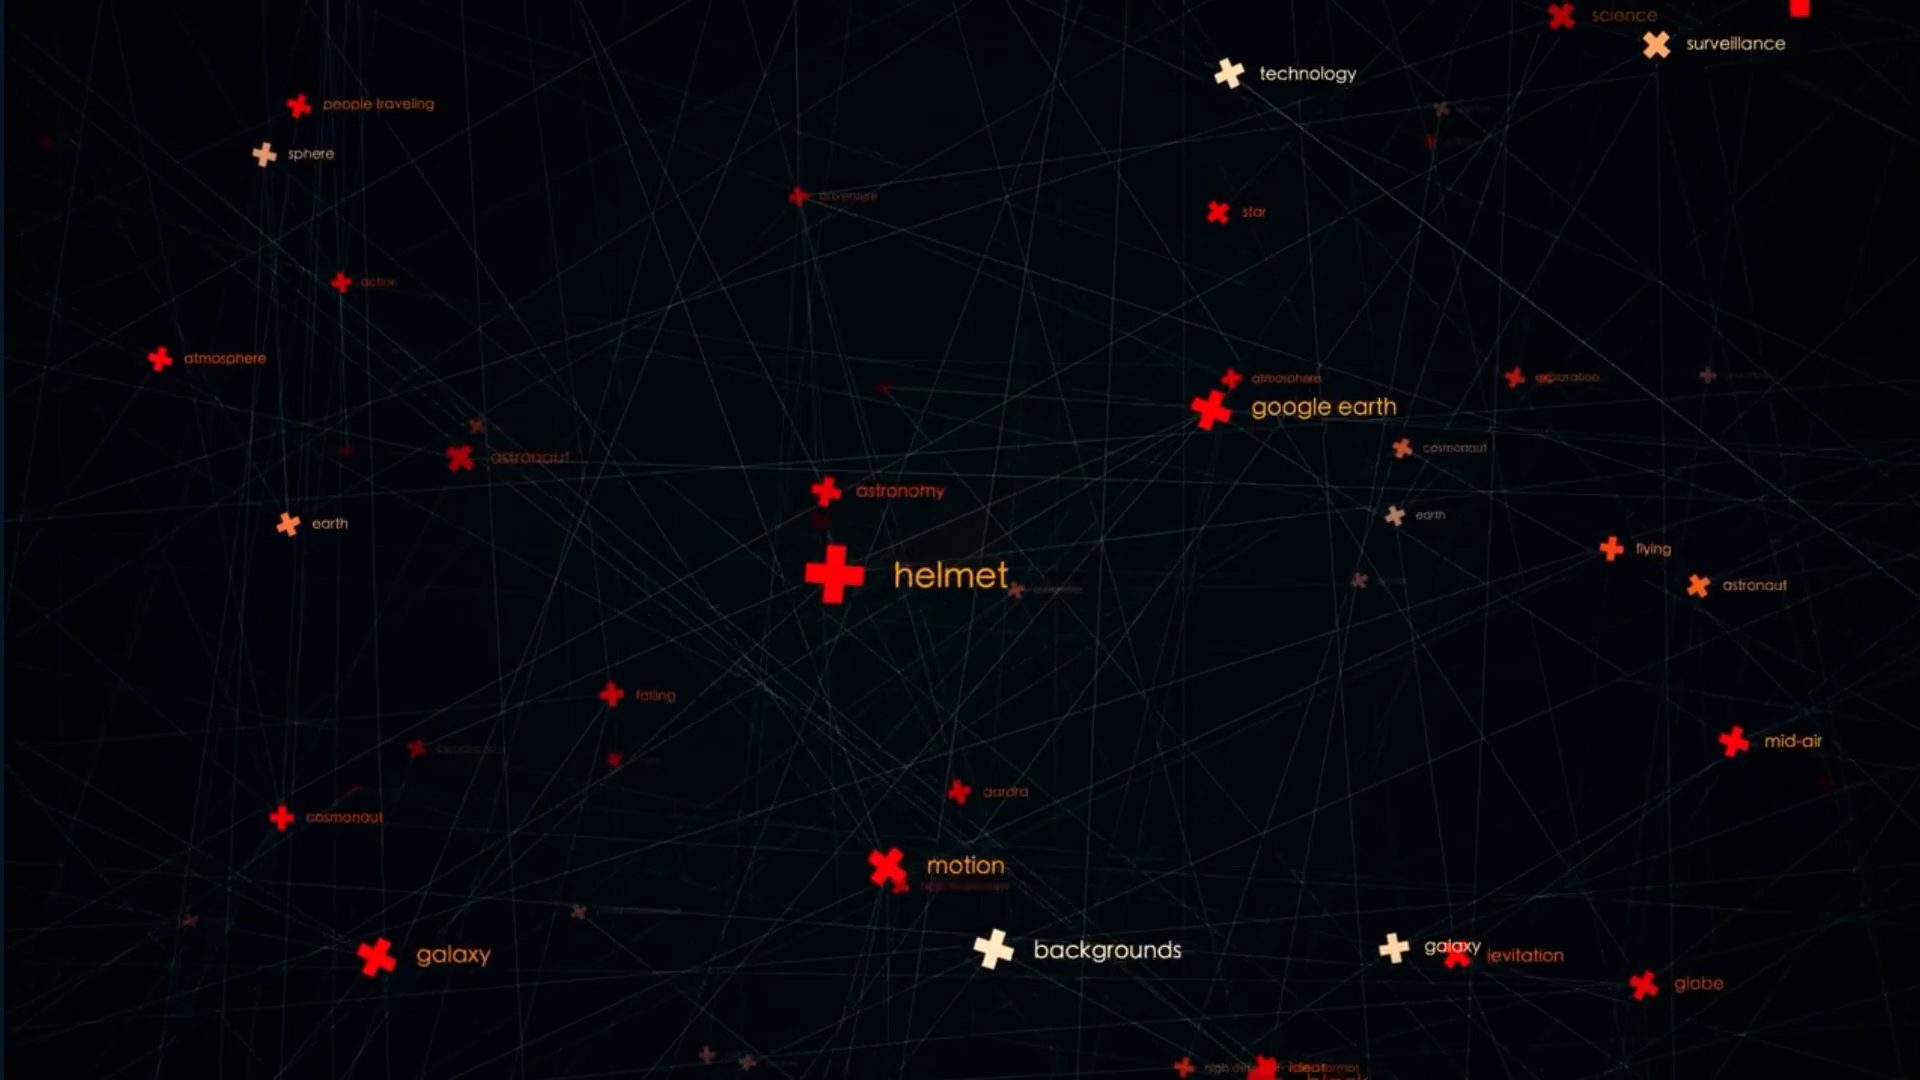 science
surveillance
technology
people traveling
sphere
star
action
atmosphere
atmosphere
exploration
google earth
cosmonaut
astronaut
astronomy
earth
earth
flying
helmet
astronaut
falling
mid-air
aurora
cosmonaut
motion
galaxy
backgrounds
galaxy
levitation
globe